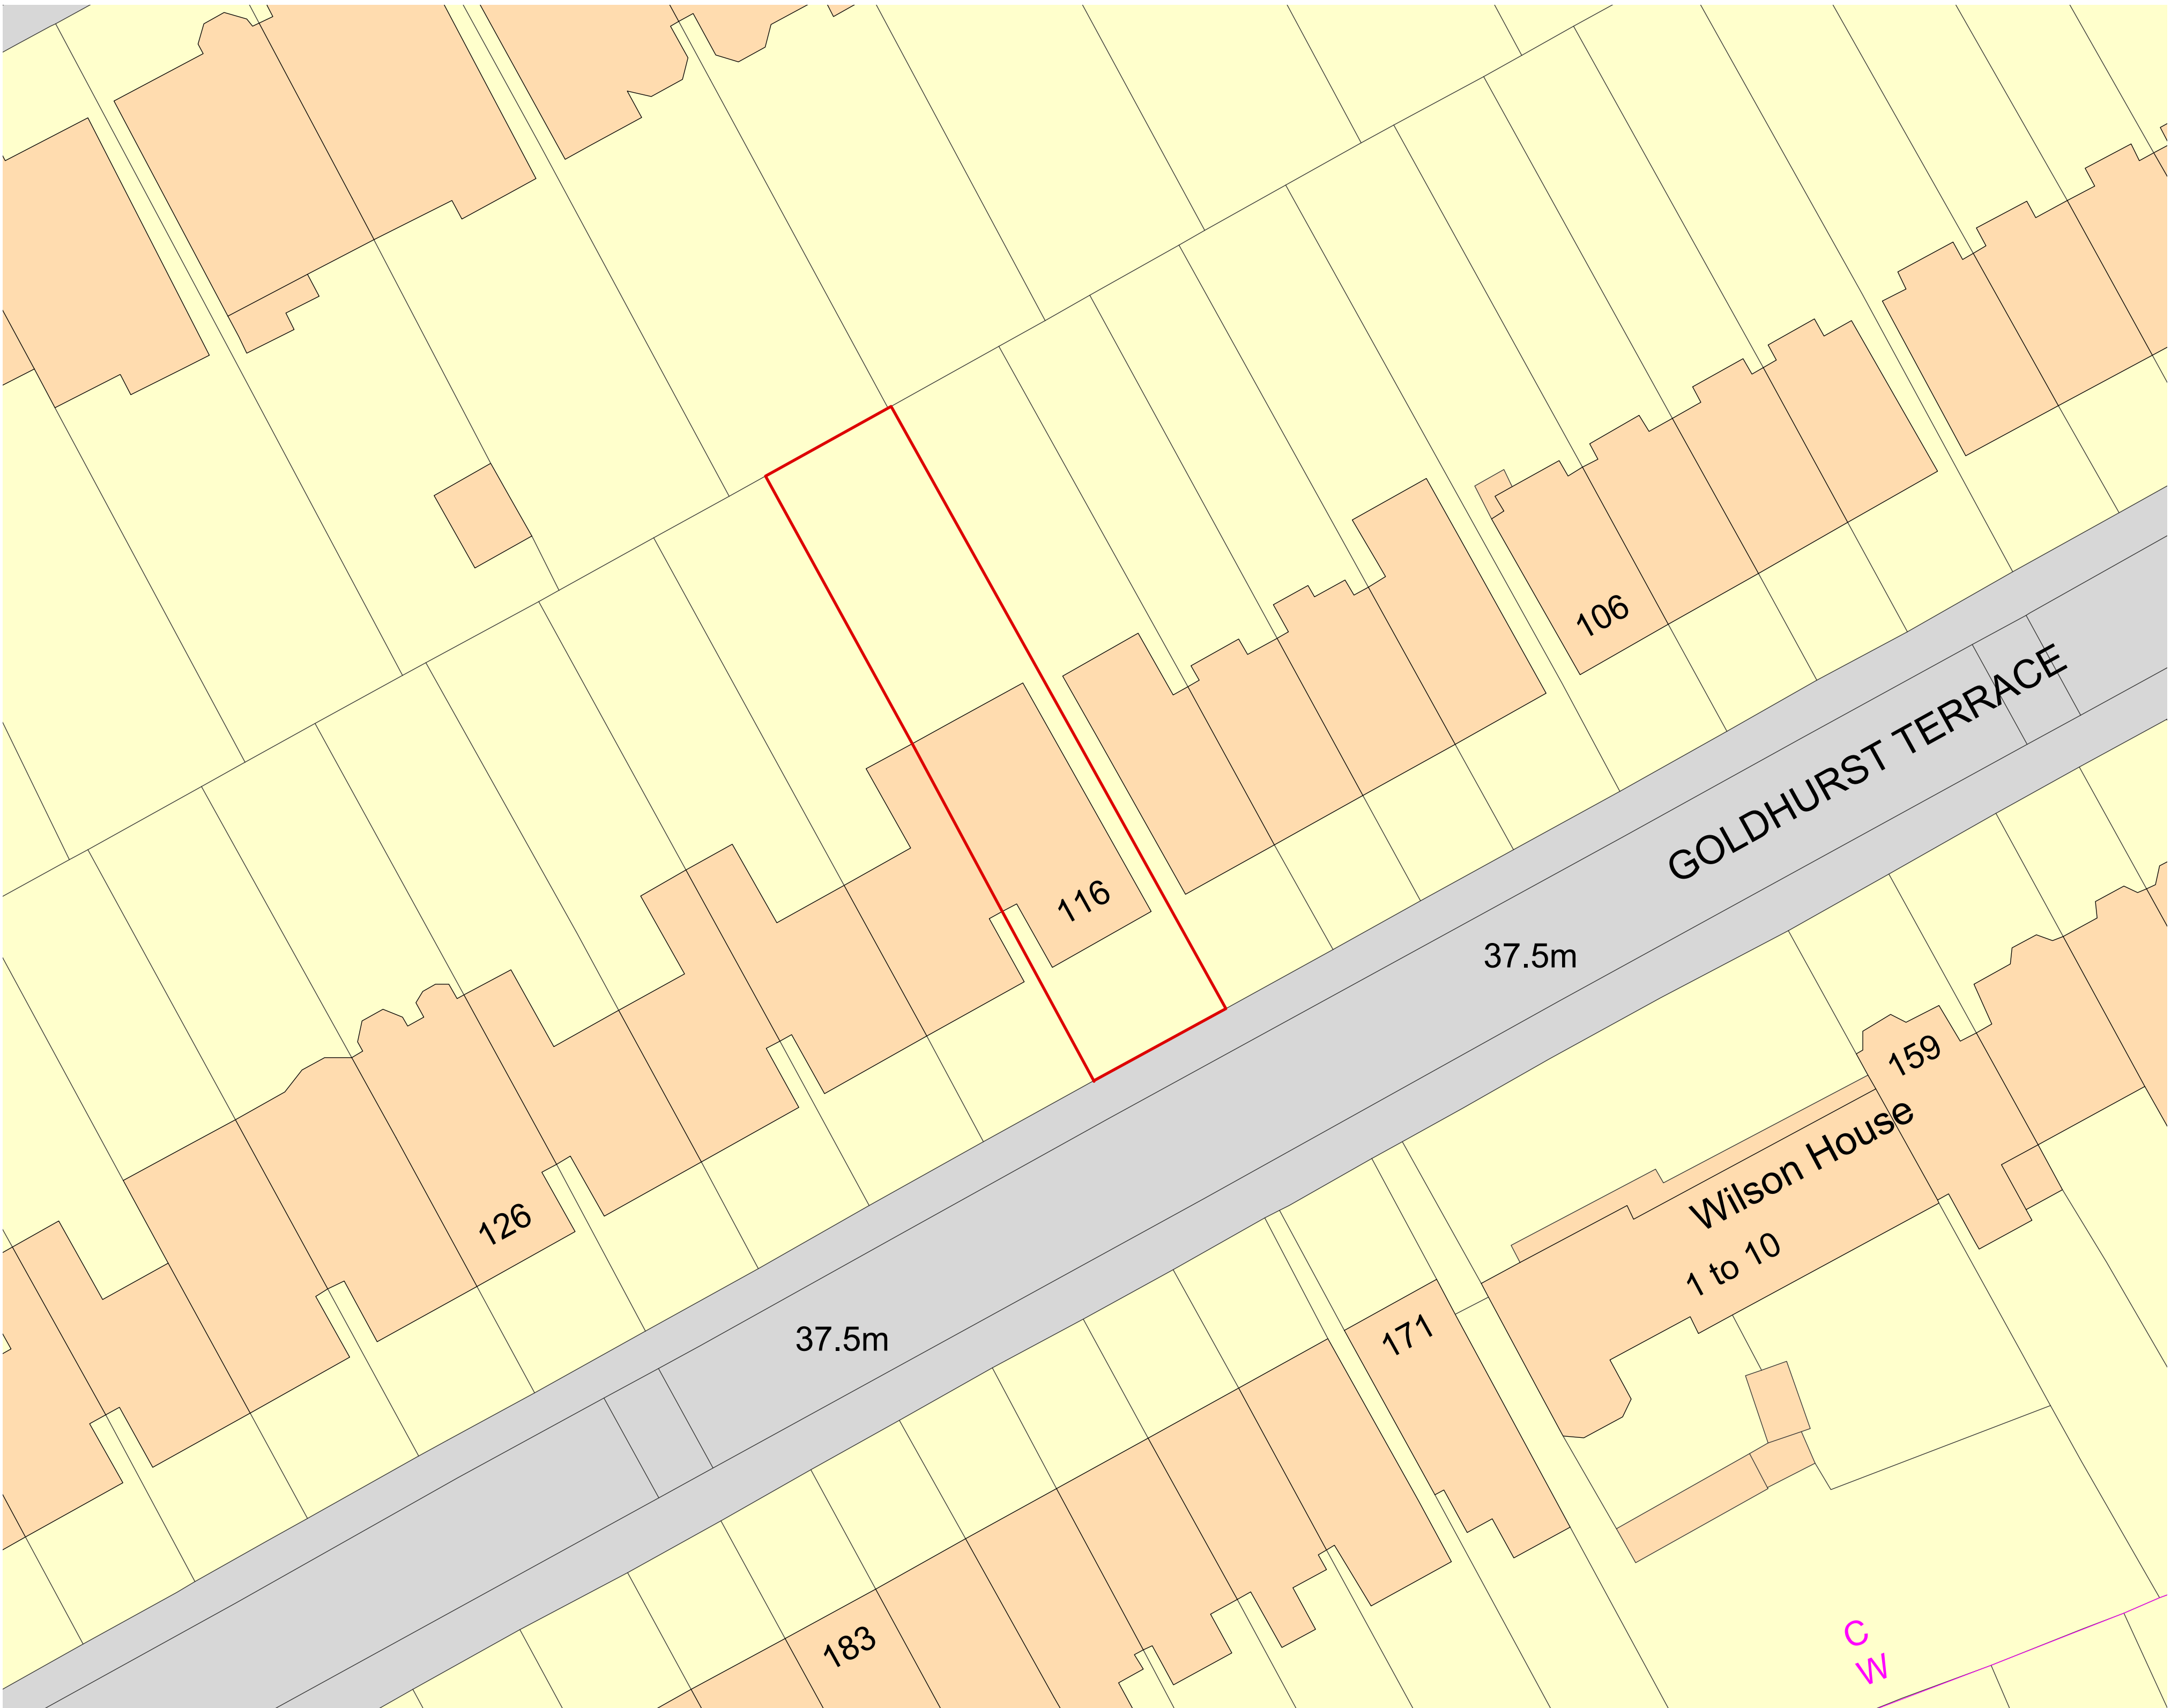 106
GOLDHURST TERRACE
116
37.5m
159
Wilson House
1 to 10
126
37.5m
171
183
C
W